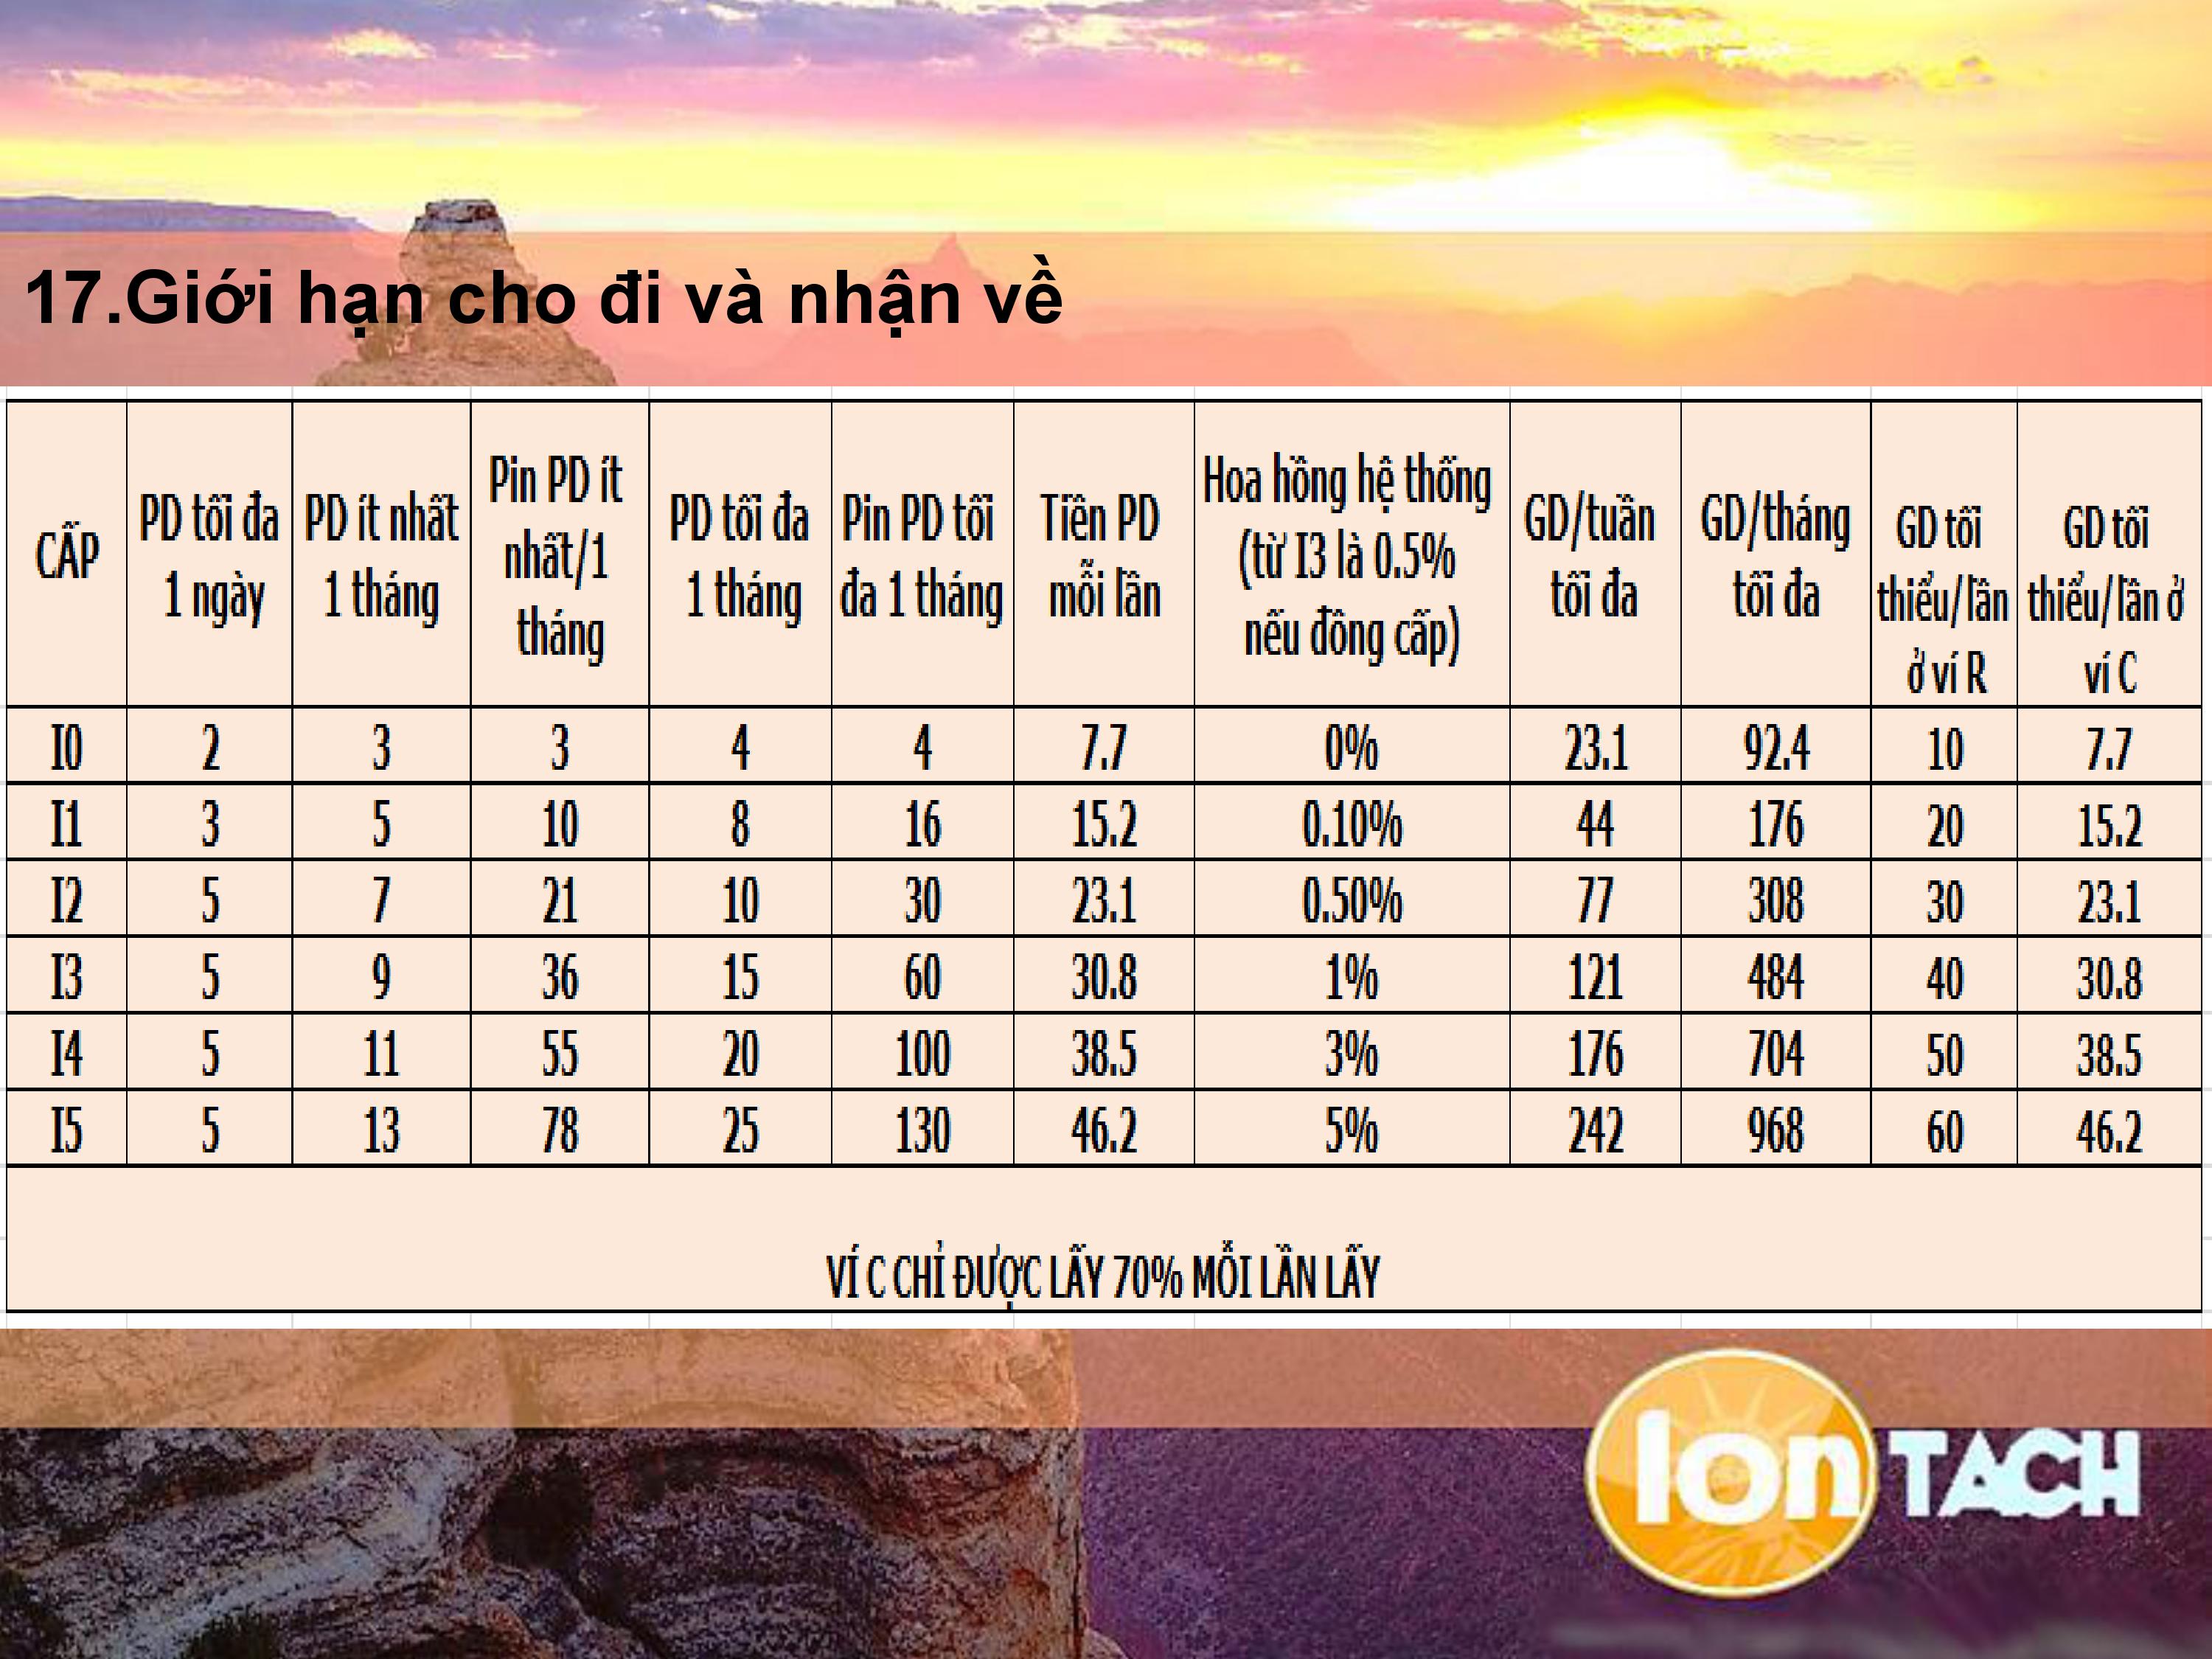 17.Giới hạn cho đi và nhận về
CẤP | PD tối đa 1 ngày | PD ít nhất 1 tháng | Pin PD ít nhất/1 tháng | PD tối đa 1 tháng | Pin PD tối đa 1 tháng | Tiền PD mỗi lần | Hoa hồng hệ thống (từ I3 là 0.5% nếu đồng cấp) | GD/tuần tối đa | GD/tháng tối đa | GD tối thiểu/lần ở ví R | GD tối thiểu/lần ở ví C
I0 | 2 | 3 | 3 | 4 | 4 | 7.7 | 0% | 23.1 | 92.4 | 10 | 7.7
I1 | 3 | 5 | 10 | 8 | 16 | 15.2 | 0.10% | 44 | 176 | 20 | 15.2
I2 | 5 | 7 | 21 | 10 | 30 | 23.1 | 0.50% | 77 | 308 | 30 | 23.1
I3 | 5 | 9 | 36 | 15 | 60 | 30.8 | 1% | 121 | 484 | 40 | 30.8
I4 | 5 | 11 | 55 | 20 | 100 | 38.5 | 3% | 176 | 704 | 50 | 38.5
I5 | 5 | 13 | 78 | 25 | 130 | 46.2 | 5% | 242 | 968 | 60 | 46.2
VÍ C CHỈ ĐƯỢC LẤY 70% MỖI LẦN LẤY
Ion TACH